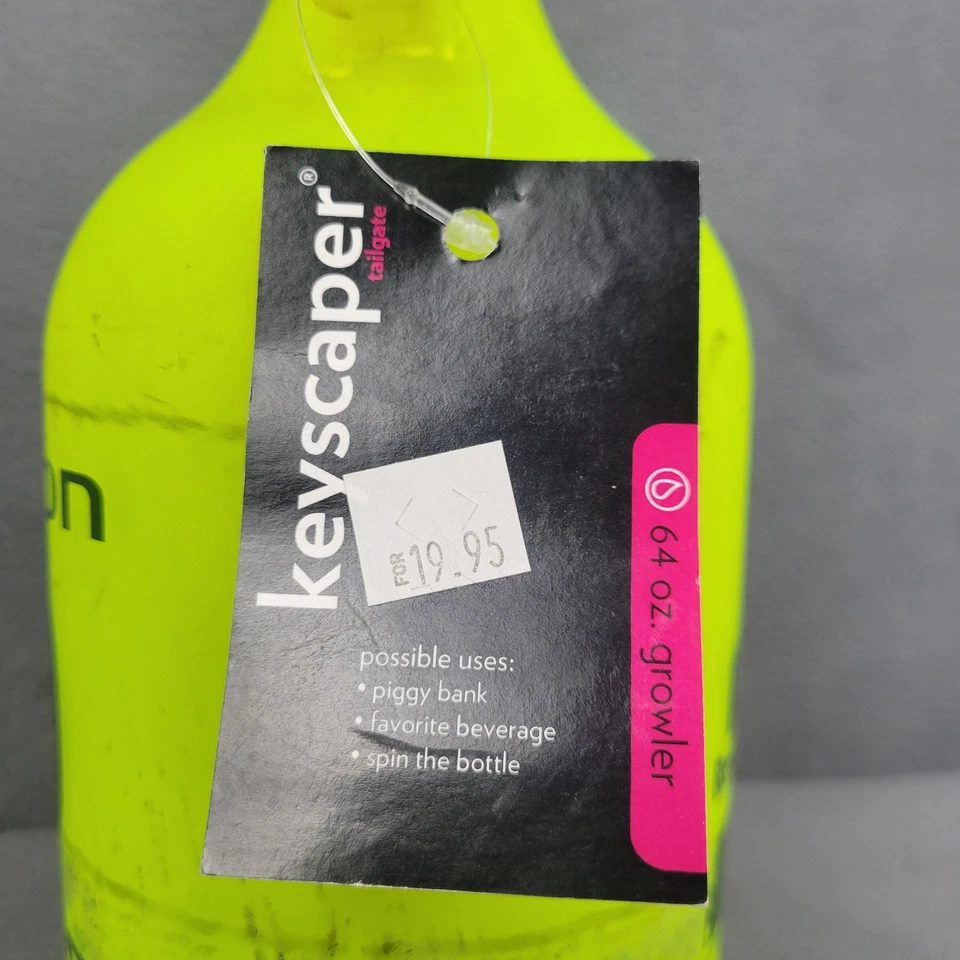 keyscaper®
tailgate
FOR 19.95
possible uses:
• piggy bank
• favorite beverage
• spin the bottle
64 oz. growler
on